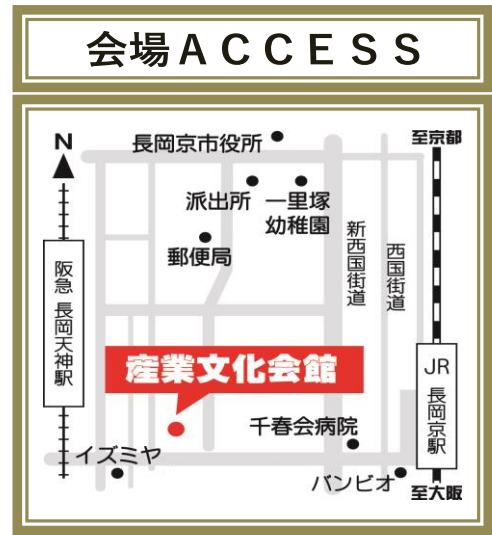 会場ＡＣＣＥＳＳ
N
長岡京市役所
至京都
派出所
一里塚
幼稚園
郵便局
新西国街道
西国街道
阪急 長岡天神駅
産業文化会館
JR 長岡京駅
千春会病院
イズミヤ
バンビオ
至大阪